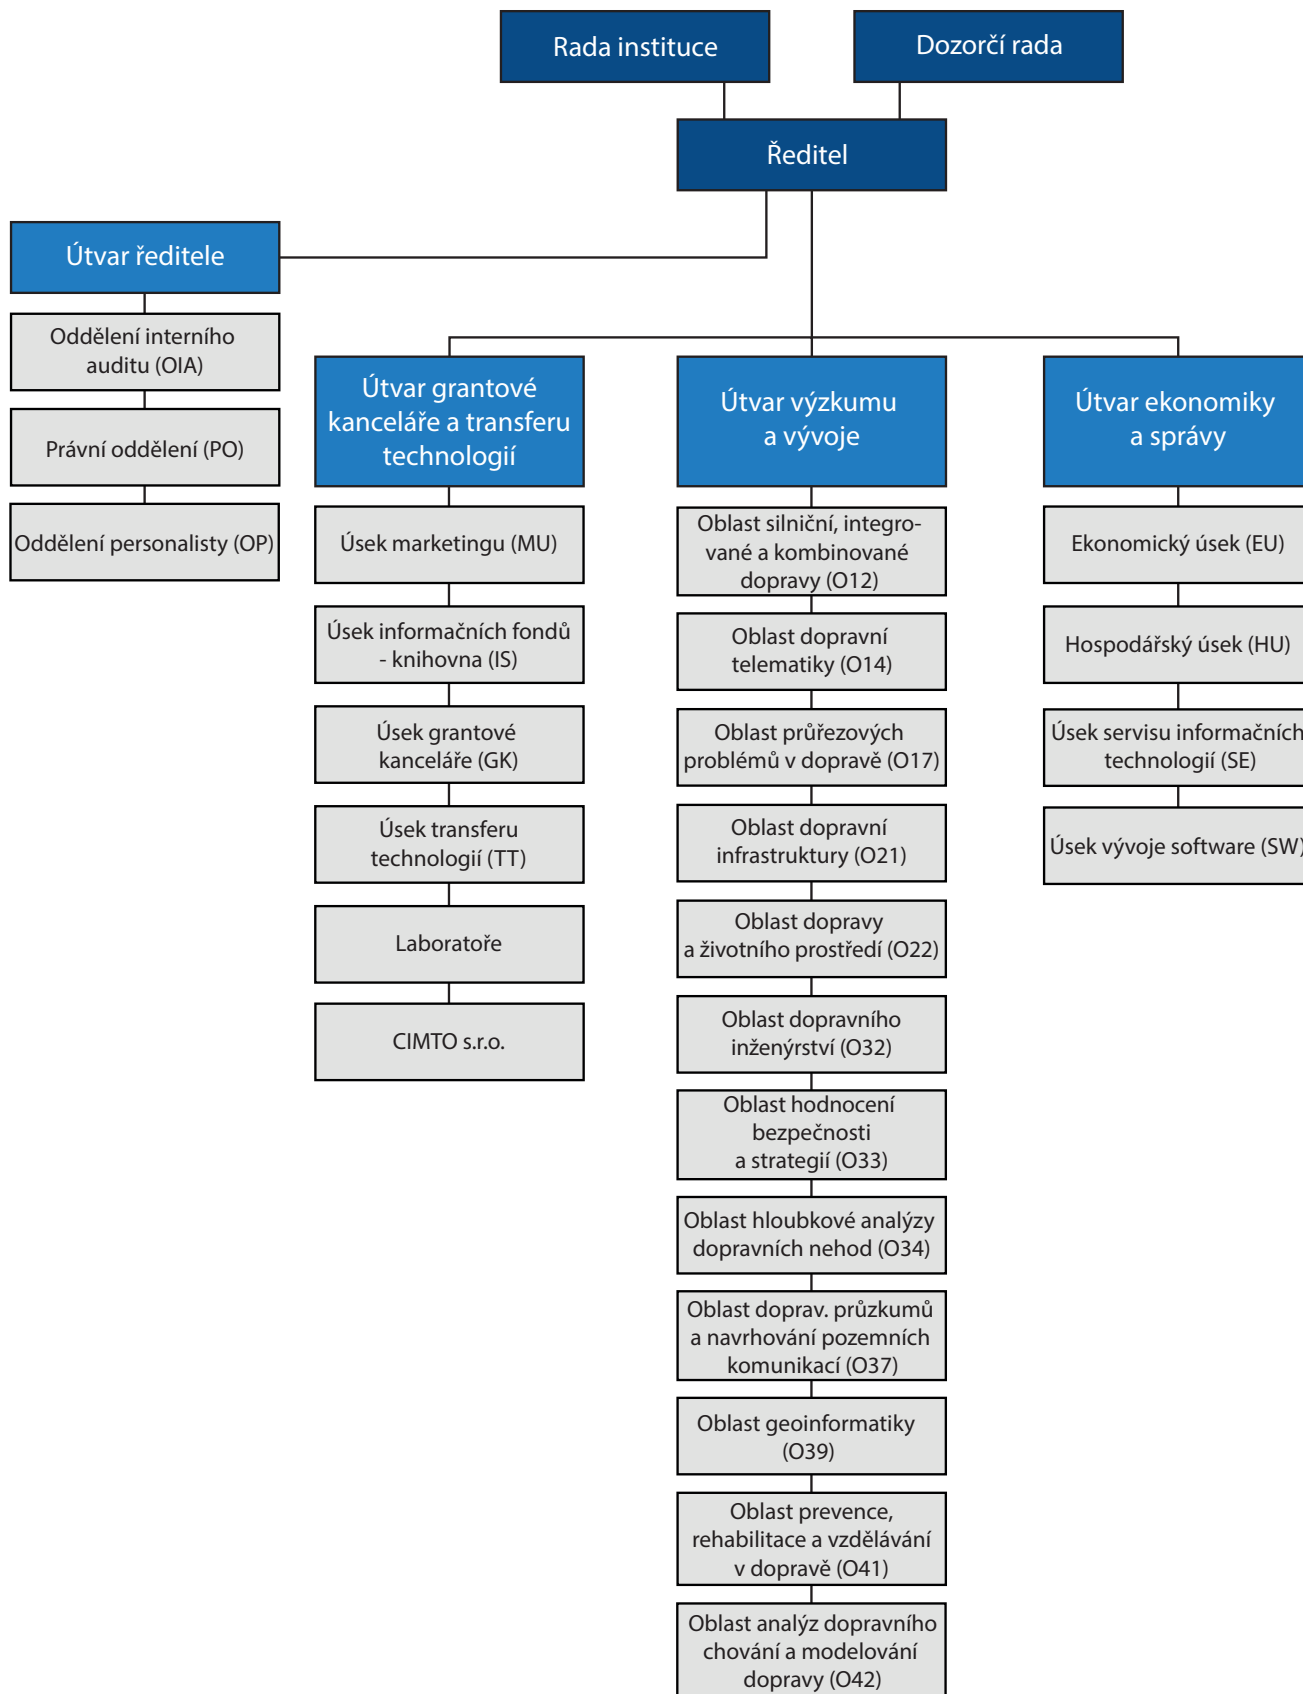 Rada instituce
Dozorčí rada
Ředitel
Útvar ředitele
Oddělení interního
auditu (OIA)
Právní oddělení (PO)
Oddělení personalisty (OP)
Útvar grantové
kanceláře a transferu
technologií
Úsek marketingu (MU)
Úsek informačních fondů
- knihovna (IS)
Úsek grantové
kanceláře (GK)
Úsek transferu
technologií (TT)
Laboratoře
CIMTO s.r.o.
Útvar výzkumu
a vývoje
Oblast silniční, integro-
vané a kombinované
dopravy (O12)
Oblast dopravní
telematiky (O14)
Oblast průřezových
problémů v dopravě (O17)
Oblast dopravní
infrastruktury (O21)
Oblast dopravy
a životního prostředí (O22)
Oblast dopravního
inženýrství (O32)
Oblast hodnocení
bezpečnosti
a strategií (O33)
Oblast hloubkové analýzy
dopravních nehod (O34)
Oblast doprav. průzkumů
a navrhování pozemních
komunikací (O37)
Oblast geoinformatiky
(O39)
Oblast prevence,
rehabilitace a vzdělávání
v dopravě (O41)
Oblast analýz dopravního
chování a modelování
dopravy (O42)
Útvar ekonomiky
a správy
Ekonomický úsek (EU)
Hospodářský úsek (HU)
Úsek servisu informačních
technologií (SE)
Úsek vývoje software (SW)